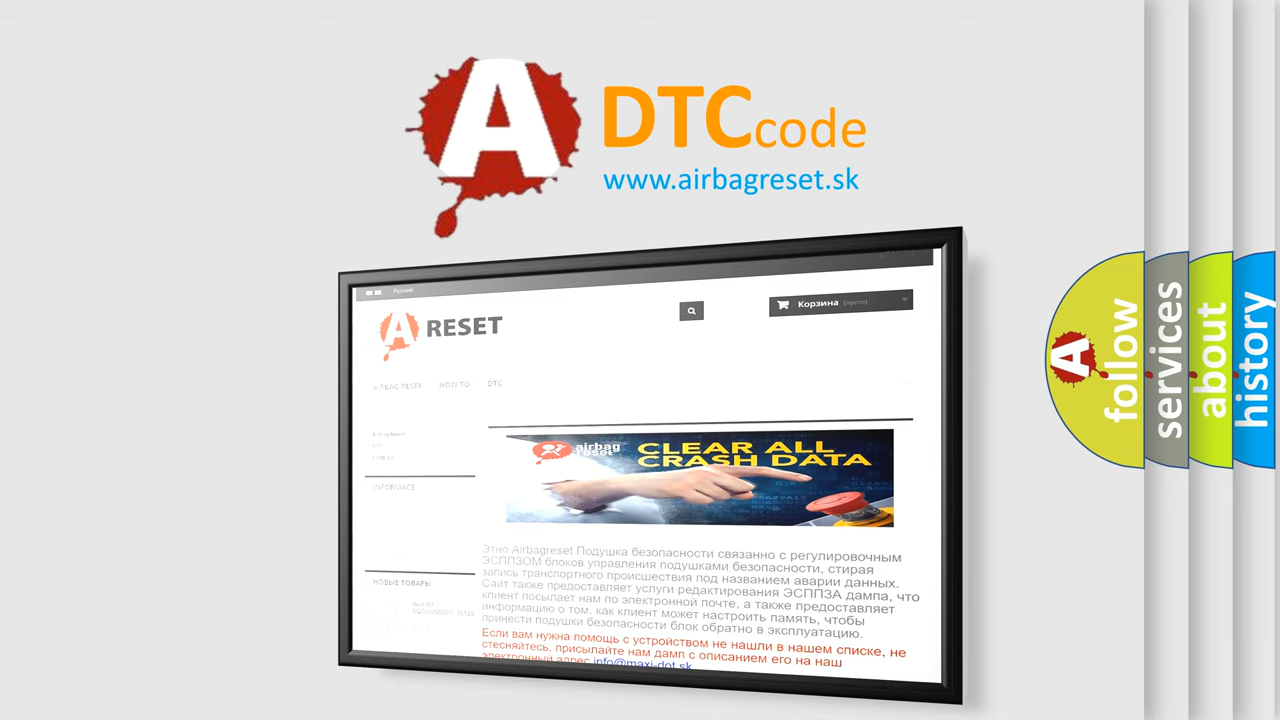 A
DTC code
www.airbagreset.sk
Русский
A RESET
Корзина (пусто)
AIRBAG RESET HOW TO DTC
INFORMACE
НОВЫЕ ТОВАРЫ
airbag
reset
CLEAR ALL
CRASH DATA
Этно Airbagreset Подушка безопасности связанно с регулировочным
ЭСППЗОМ блоков управления подушками безопасности, стирая
запись транспортного происшествия под названием аварии данных.
Сайт также предоставляет услуги редактирования ЭСППЗА дампа, что
клиент посылает нам по электронной почте, а также предоставляет
информацию о том, как клиент может настроить память, чтобы
принести подушки безопасности блок обратно в эксплуатацию.
Если вам нужна помощь с устройством не нашли в нашем списке, не
стесняйтесь, присылайте нам дамп с описанием его на наш
электронный адрес info@maxi-dot.sk
A
follow
services
about
history